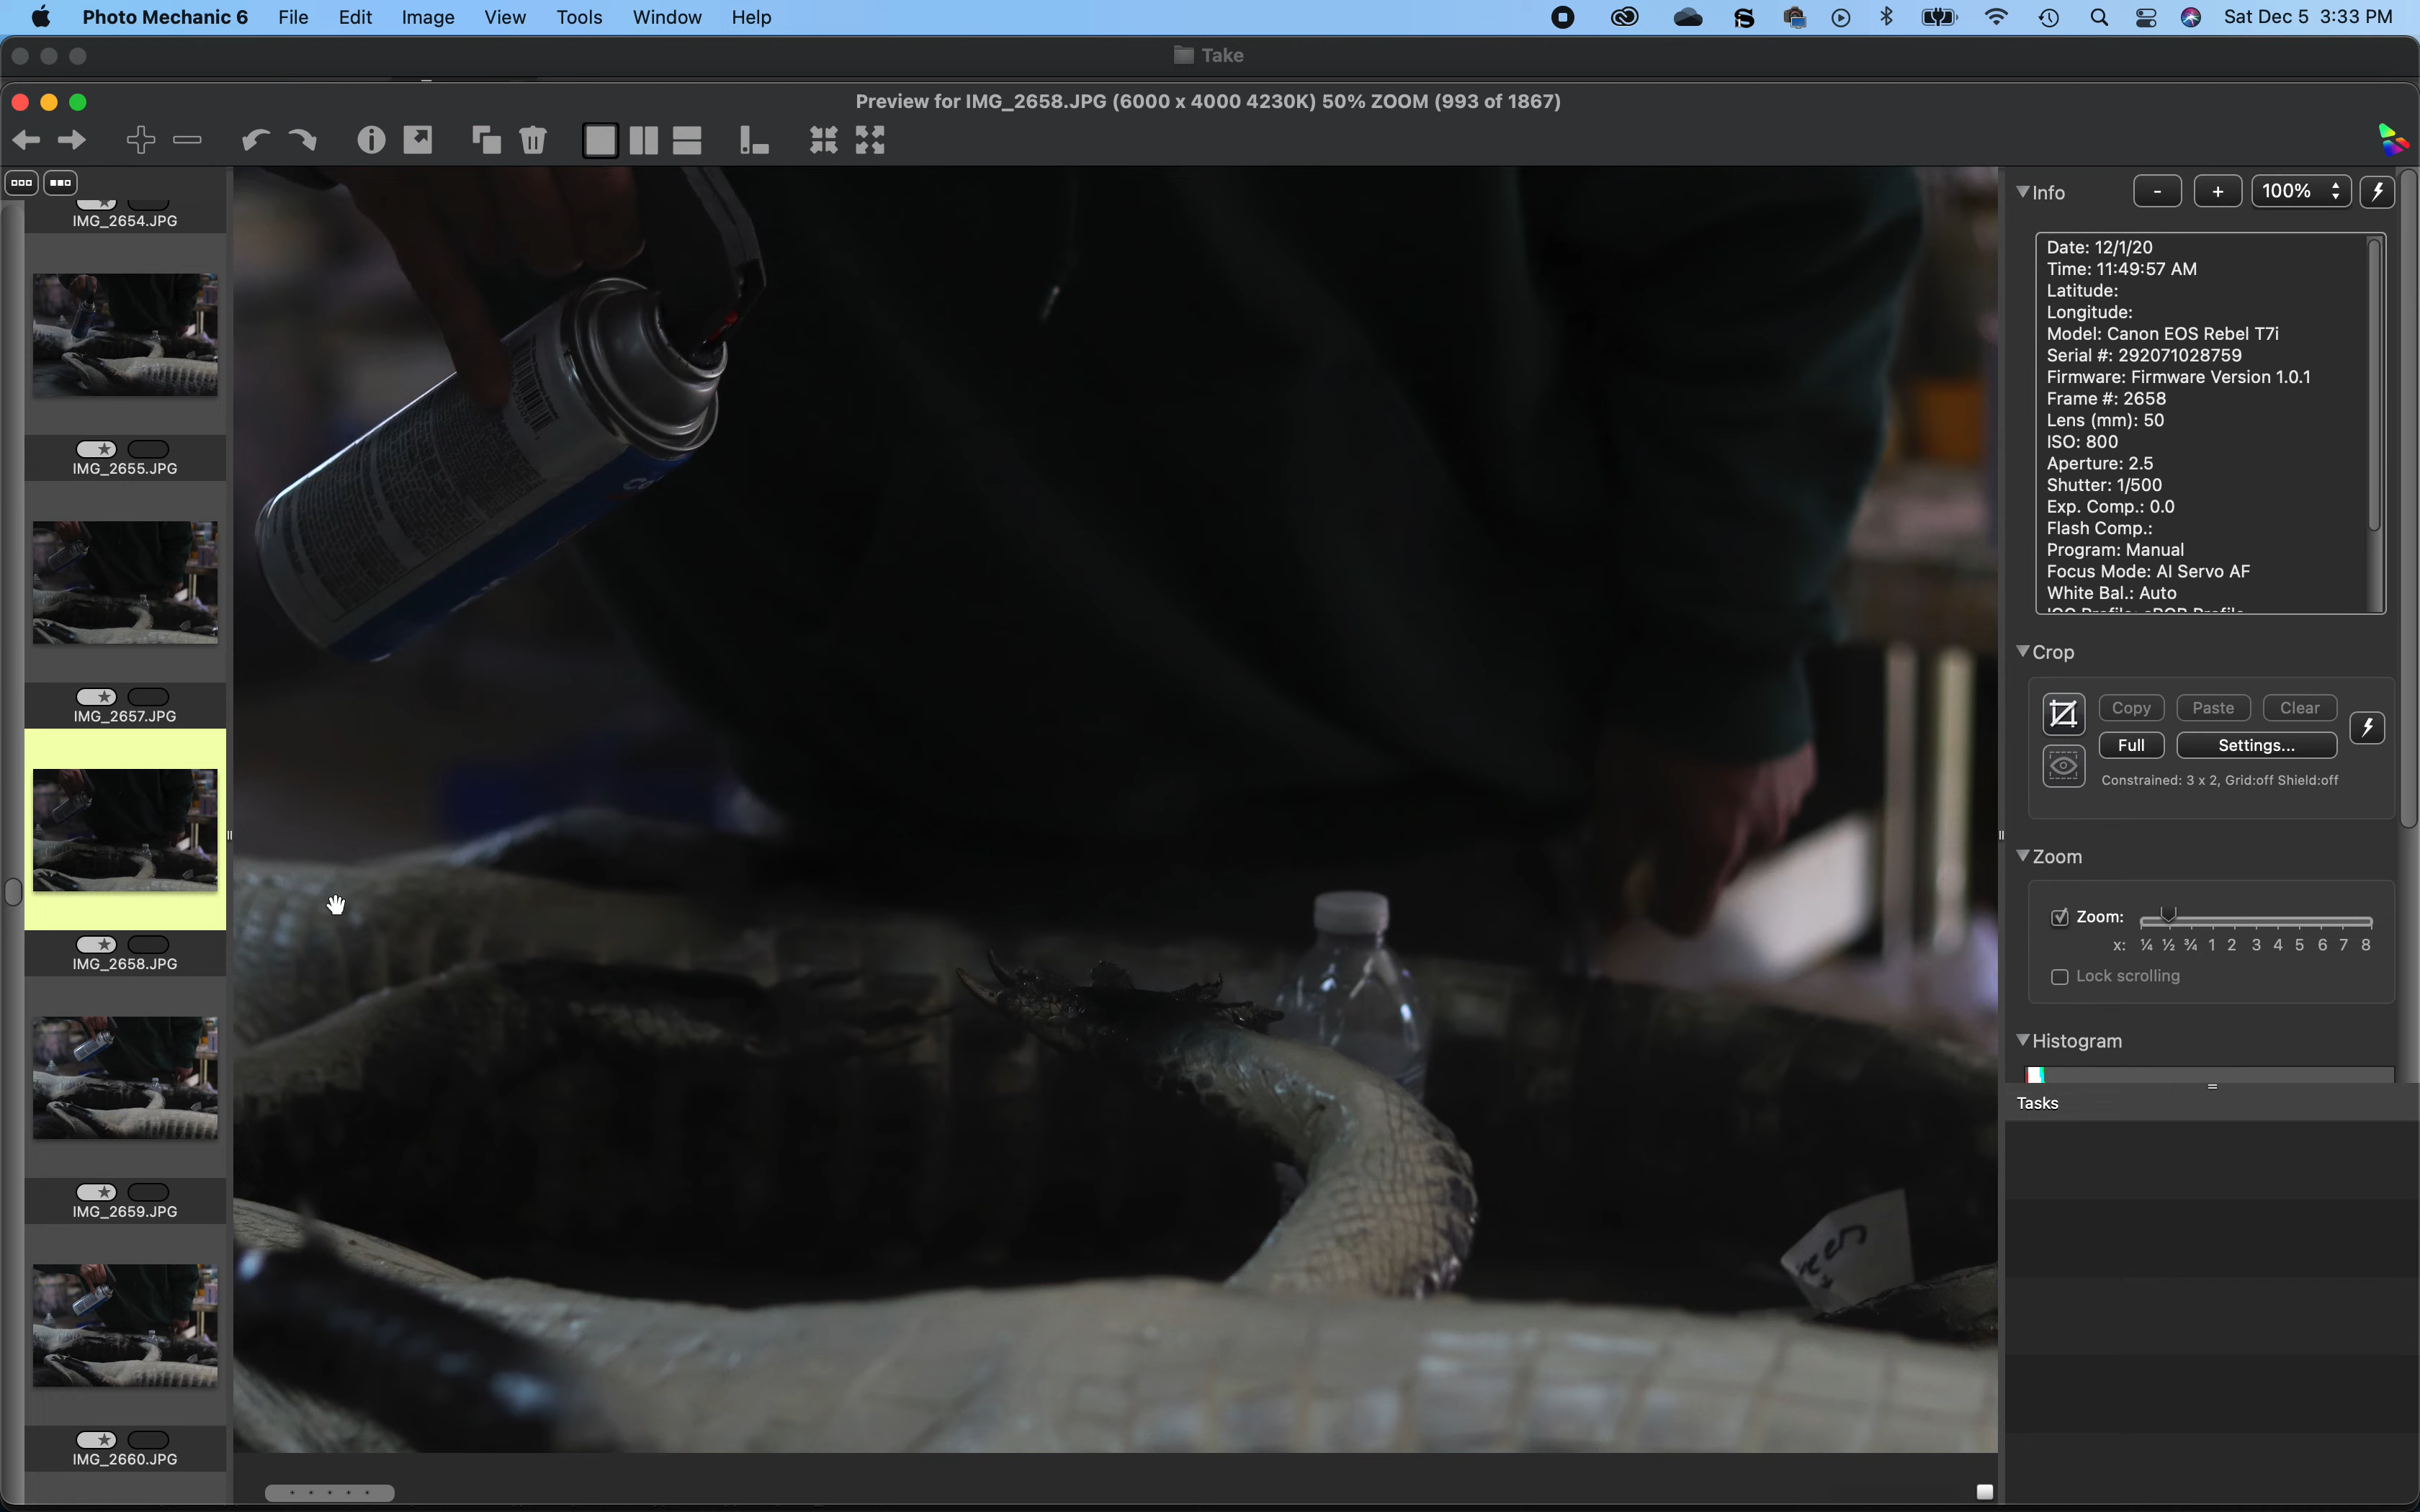 Photo Mechanic 6 File Edit Image View Tools Window Help Sat Dec 5 3:33 PM
Take
Preview for IMG_2658.JPG (6000 x 4000 4230K) 50% ZOOM (993 of 1867)
IMG_2654.JPG
IMG_2655.JPG
IMG_2657.JPG
IMG_2658.JPG
IMG_2659.JPG
IMG_2660.JPG
Info - + 100%
Date: 12/1/20
Time: 11:49:57 AM
Latitude:
Longitude:
Model: Canon EOS Rebel T7i
Serial #: 292071028759
Firmware: Firmware Version 1.0.1
Frame #: 2658
Lens (mm): 50
ISO: 800
Aperture: 2.5
Shutter: 1/500
Exp. Comp.: 0.0
Flash Comp.:
Program: Manual
Focus Mode: AI Servo AF
White Bal.: Auto
Crop
Copy Paste Clear
Full Settings...
Constrained: 3 x 2, Grid:off Shield:off
Zoom
Zoom:
x: ¼ ½ ¾ 1 2 3 4 5 6 7 8
Lock scrolling
Histogram
Tasks